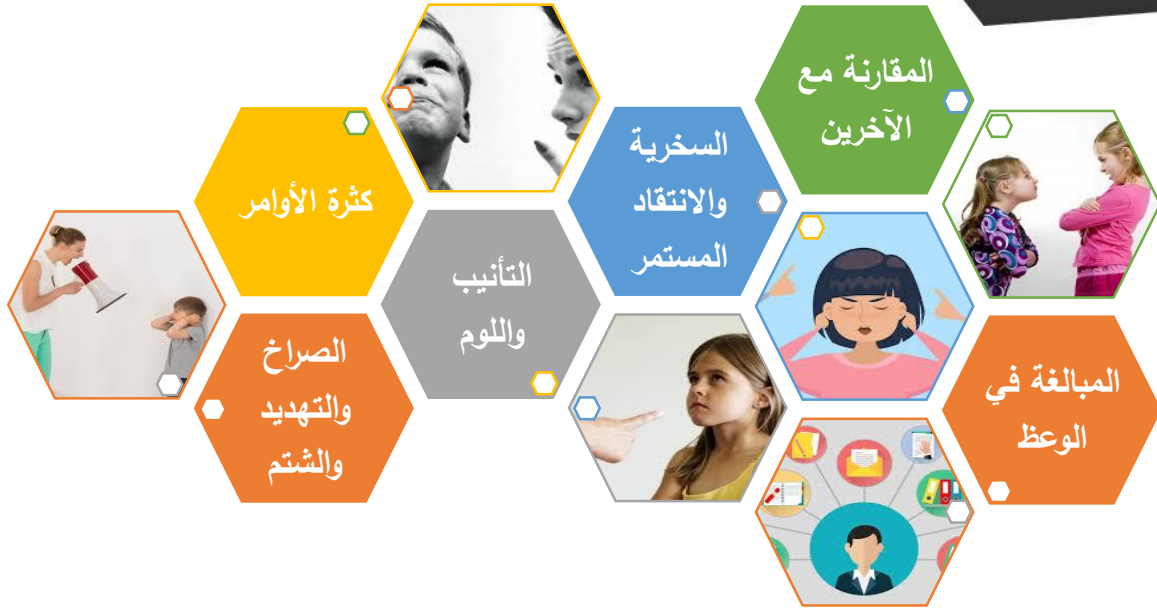 المقارنة مع
الآخرين
السخرية
والانتقاد
المستمر
كثرة الأوامر
التأنيب
واللوم
الصراخ
والتهديد
والشتم
المبالغة في
الوعظ